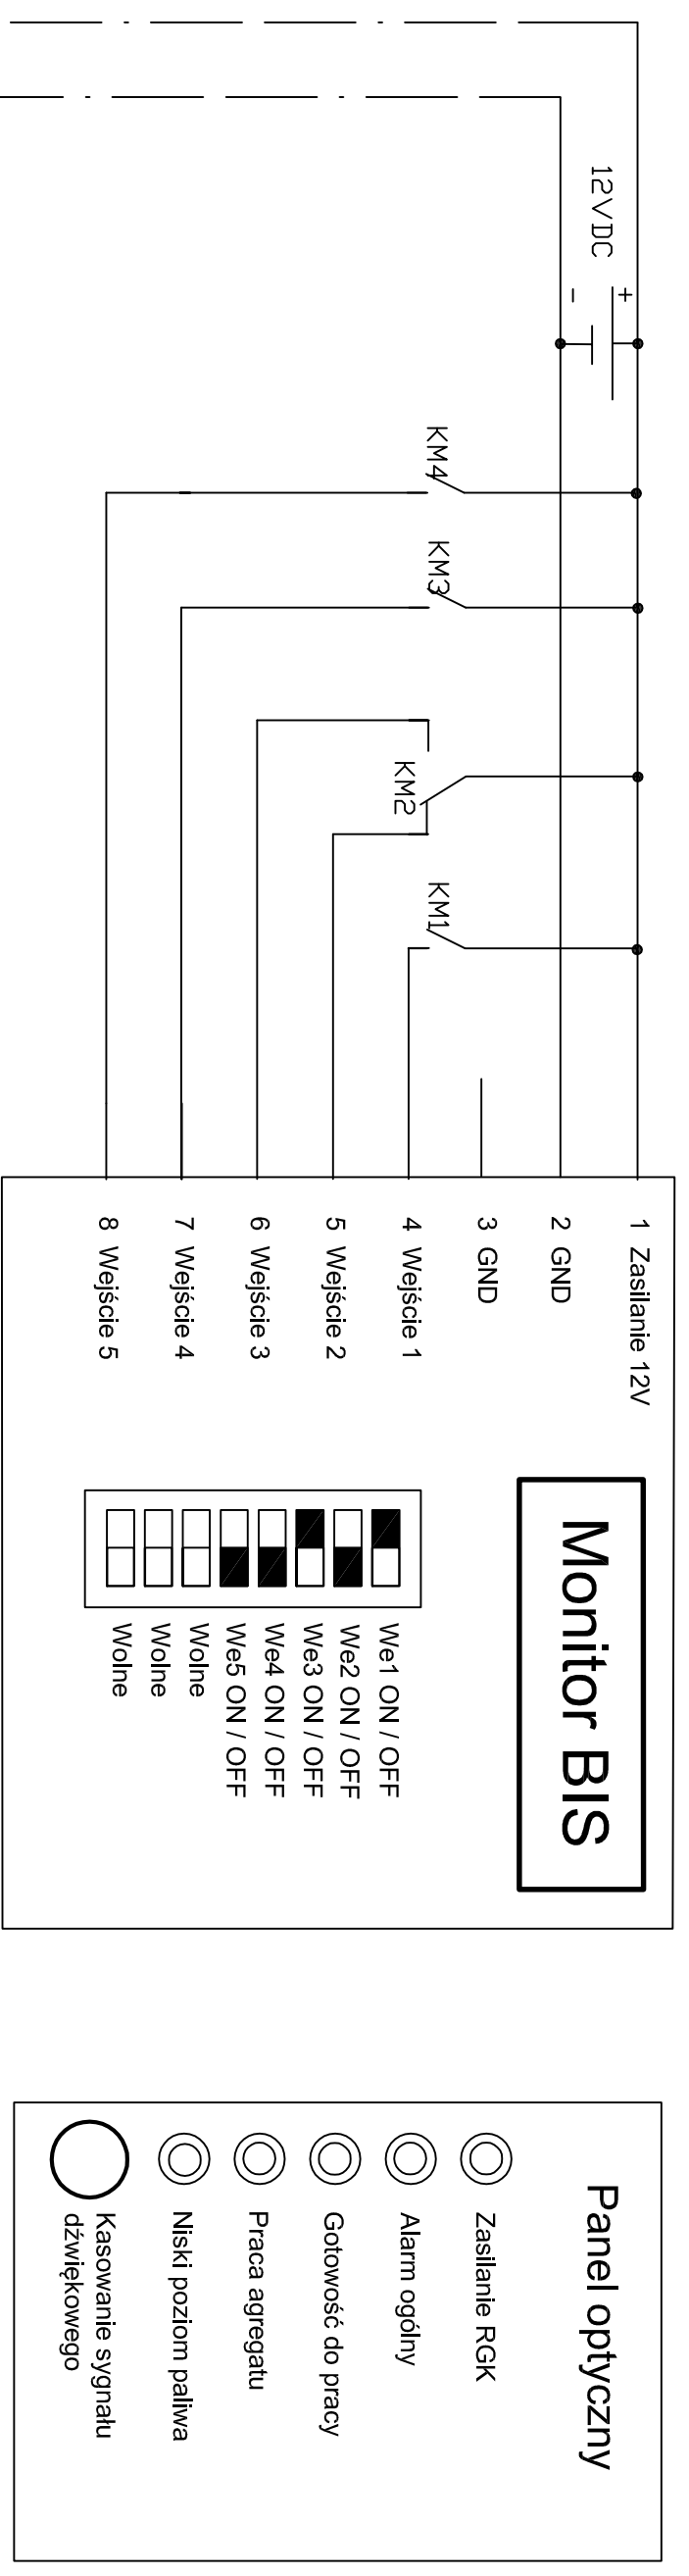 12VDC
+
-
KM4
KM3
KM2
KM1
1 Zasilanie 12V
2 GND
3 GND
4 Wejście 1
5 Wejście 2
6 Wejście 3
7 Wejście 4
8 Wejście 5
Monitor BIS
We1 ON / OFF
We2 ON / OFF
We3 ON / OFF
We4 ON / OFF
We5 ON / OFF
Wolne
Wolne
Wolne
Panel optyczny
Zasilanie RGK
Alarm ogólny
Gotowość do pracy
Praca agregatu
Niski poziom paliwa
Kasowanie sygnału
dźwiękowego